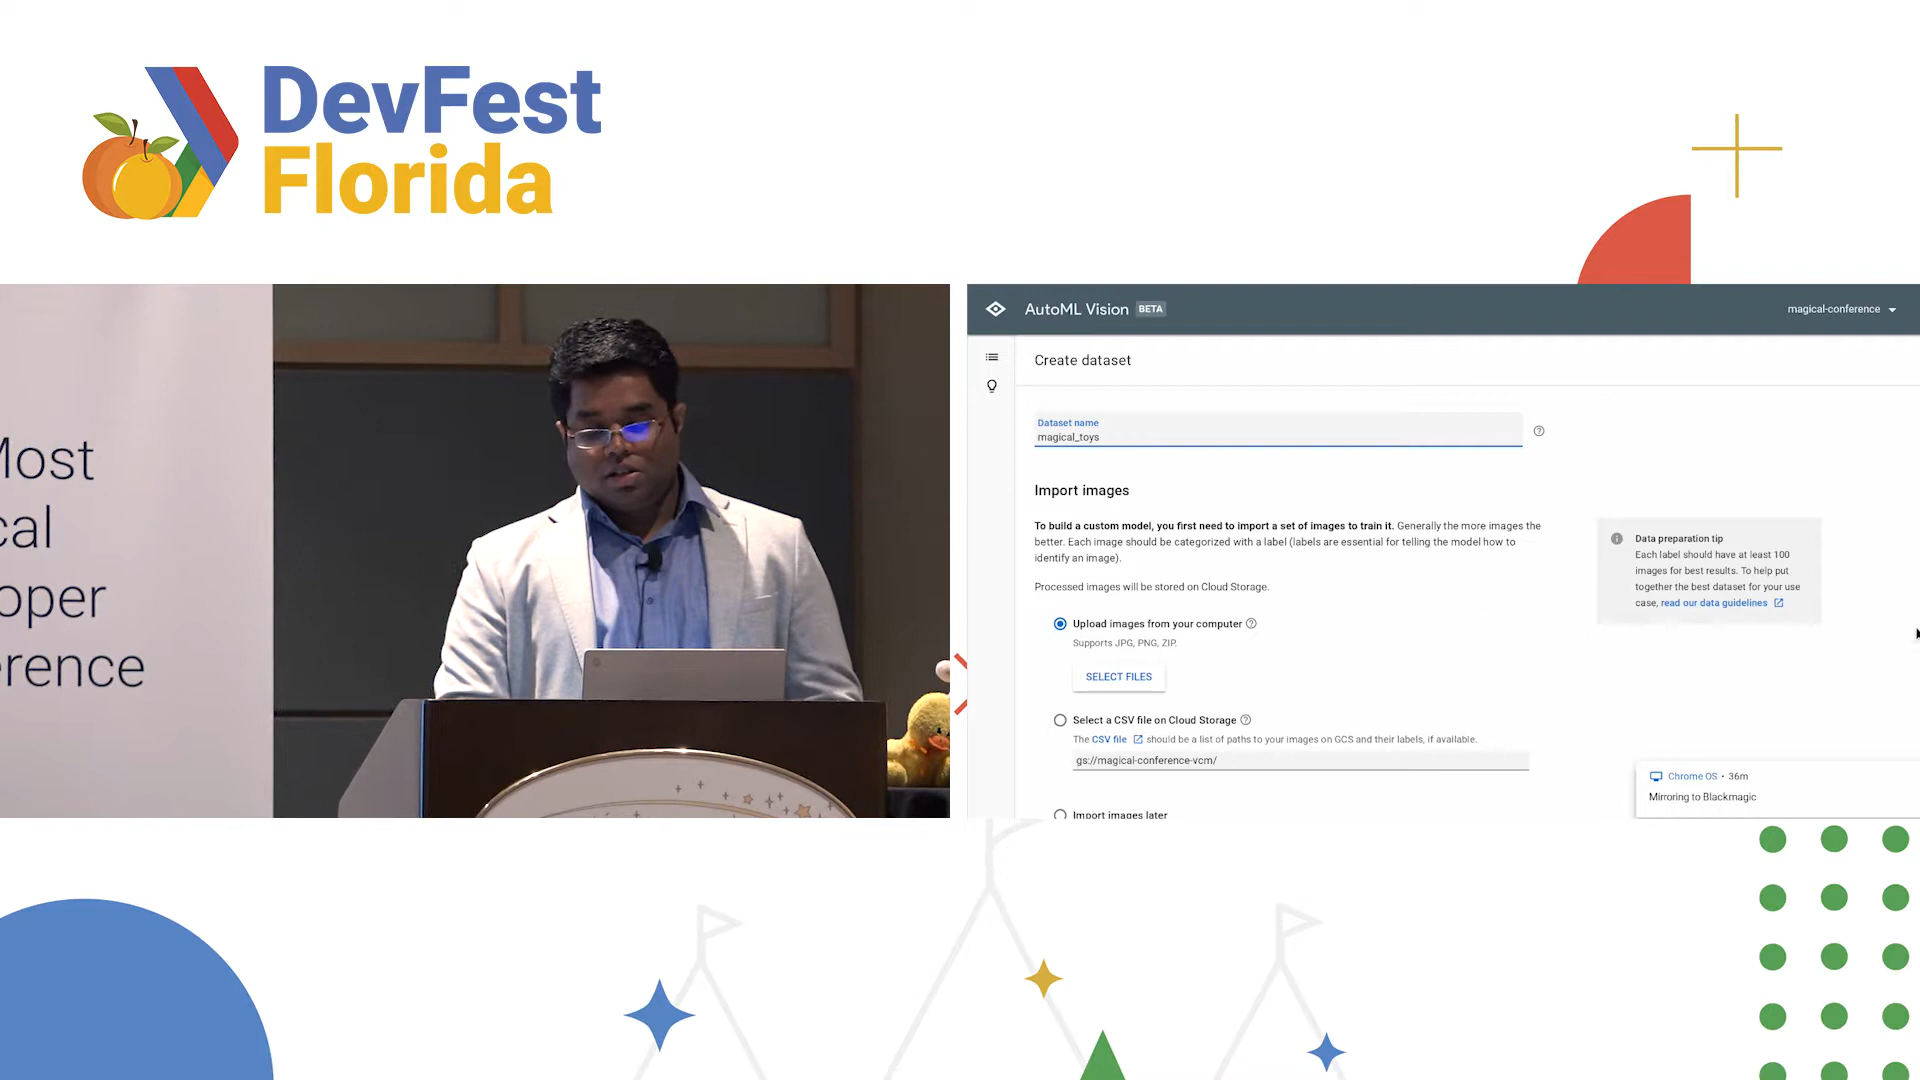 DevFest
Florida
Most
cal
oper
erence
AutoML Vision BETA
magical-conference
Create dataset
Dataset name
magical_toys
Import images
To build a custom model, you first need to import a set of images to train it. Generally the more images the
better. Each image should be categorized with a label (labels are essential for telling the model how to
identify an image).
Processed images will be stored on Cloud Storage.
Upload images from your computer
Supports JPG, PNG, ZIP.
SELECT FILES
Select a CSV file on Cloud Storage
The CSV file should be a list of paths to your images on GCS and their labels, if available.
gs://magical-conference-vcm/
Import images later
Data preparation tip
Each label should have at least 100
images for best results. To help put
together the best dataset for your use
case, read our data guidelines
Chrome OS • 36m
Mirroring to Blackmagic